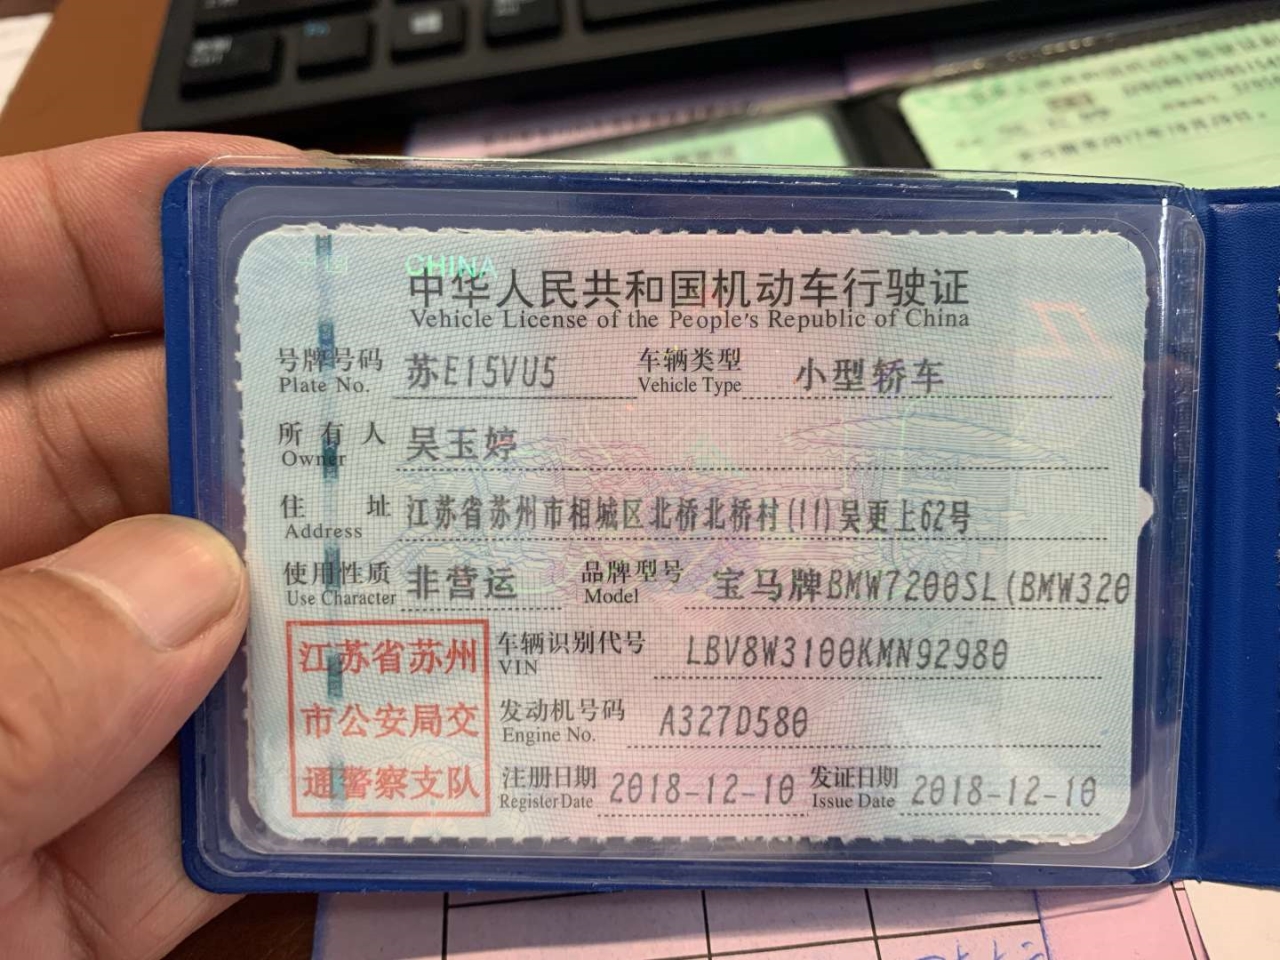 CHINA
中华人民共和国机动车行驶证
Vehicle License of the People's Republic of China
号牌号码 苏E15VU5 车辆类型 小型轿车
Plate No. Vehicle Type
所有人 吴玉婷
Owner
住址 江苏省苏州市相城区北桥北桥村(11)吴更上62号
Address
使用性质 非营运 品牌型号 宝马牌BMW7200SL(BMW320
Use Character Model
江苏省苏州
市公安局交
通警察支队
车辆识别代号 LBV8W3100KMN92980
VIN
发动机号码 A327D580
Engine No.
注册日期 2018-12-10 发证日期 2018-12-10
Register Date Issue Date